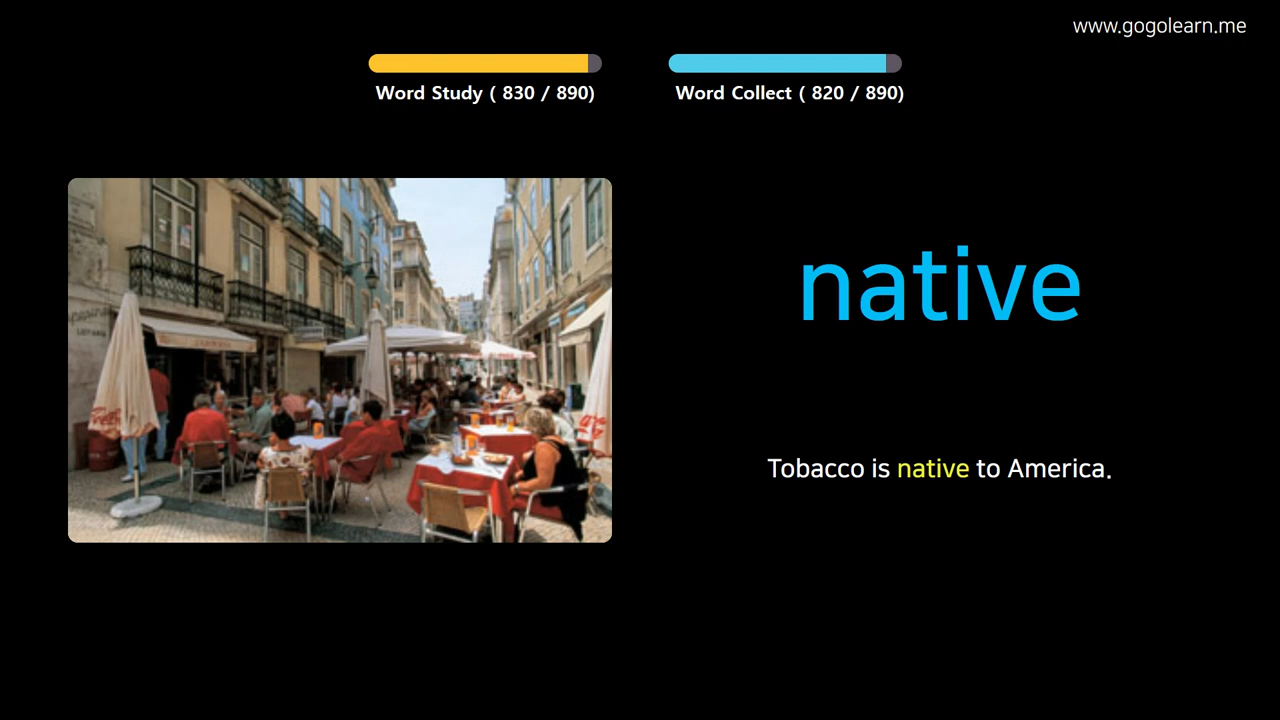 www.gogolearn.me
Word Study ( 830 / 890)
Word Collect ( 820 / 890)
native
Tobacco is native to America.